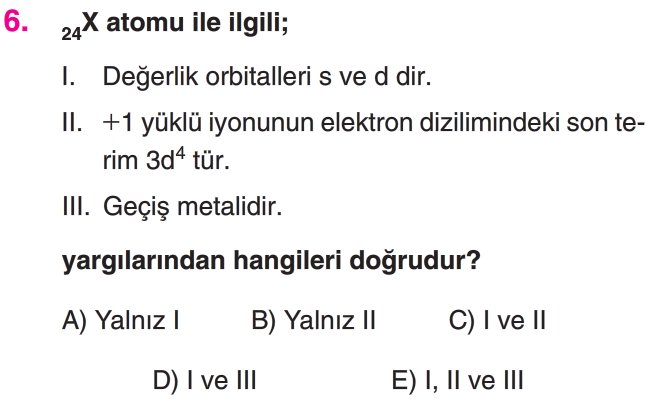 6. ₂₄X atomu ile ilgili;
I. Değerlik orbitalleri s ve d dir.
II. +1 yüklü iyonunun elektron dizilimindeki son te-
rim 3d⁴ tür.
III. Geçiş metalidir.
yargılarından hangileri doğrudur?
A) Yalnız I B) Yalnız II C) I ve II
D) I ve III E) I, II ve III